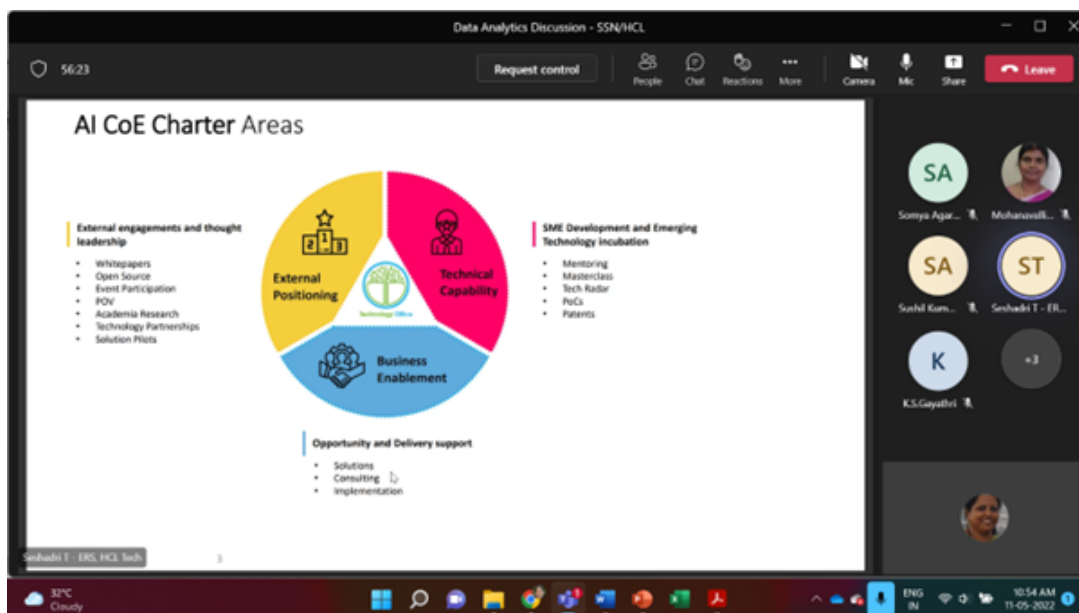 Data Analytics Discussion - SSN/HCL
56:23
Request control
People
Chat
Reactions
More
Camera
Mic
Share
Leave
AI CoE Charter Areas
External engagements and thought
leadership
• Whitepapers
• Open Source
• Event Participation
• POV
• Academia Research
• Technology Partnerships
• Solution Pilots
2 1 3
External
Positioning
Technical
Capability
Technology Office
Business
Enablement
SME Development and Emerging
Technology incubation
• Mentoring
• Masterclass
• Tech Radar
• PoCs
• Patents
Opportunity and Delivery support
• Solutions
• Consulting
• Implementation
Seshadri T - ERS, HCL Tech
3
SA
Somya Agar...
Mohanavalli...
SA
Sushil Kum...
ST
Seshadri T - ER...
K
K.S.Gayathri
+3
32°C
Cloudy
ENG
IN
10:54 AM
11-05-2022
1